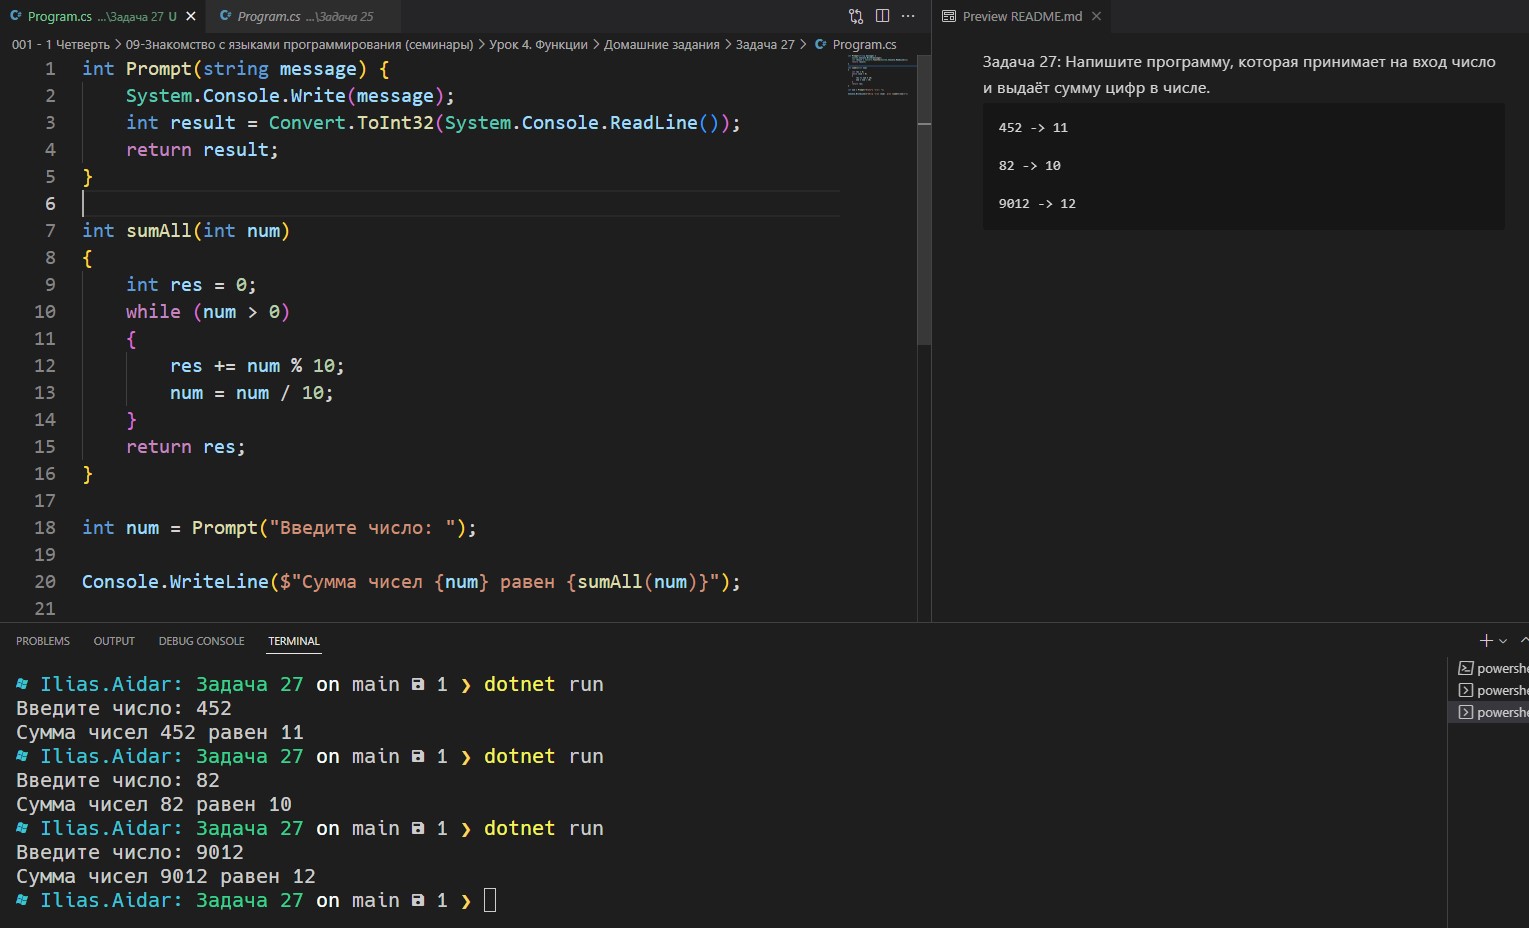 Program.cs ...\Задача 27 U
Program.cs ...\Задача 25
001 - 1 Четверть > 09-Знакомство с языками программирования (семинары) > Урок 4. Функции > Домашние задания > Задача 27 > Program.cs
1 int Prompt(string message) {
2 System.Console.Write(message);
3 int result = Convert.ToInt32(System.Console.ReadLine());
4 return result;
5 }
6
7 int sumAll(int num)
8 {
9 int res = 0;
10 while (num > 0)
11 {
12 res += num % 10;
13 num = num / 10;
14 }
15 return res;
16 }
17
18 int num = Prompt("Введите число: ");
19
20 Console.WriteLine($"Сумма чисел {num} равен {sumAll(num)}");
21
Preview README.md
Задача 27: Напишите программу, которая принимает на вход число
и выдаёт сумму цифр в числе.
452 -> 11
82 -> 10
9012 -> 12
PROBLEMS OUTPUT DEBUG CONSOLE TERMINAL
Ilias.Aidar: Задача 27 on main 1 ❯ dotnet run
Введите число: 452
Сумма чисел 452 равен 11
Ilias.Aidar: Задача 27 on main 1 ❯ dotnet run
Введите число: 82
Сумма чисел 82 равен 10
Ilias.Aidar: Задача 27 on main 1 ❯ dotnet run
Введите число: 9012
Сумма чисел 9012 равен 12
Ilias.Aidar: Задача 27 on main 1 ❯
powershe
powershe
powershe